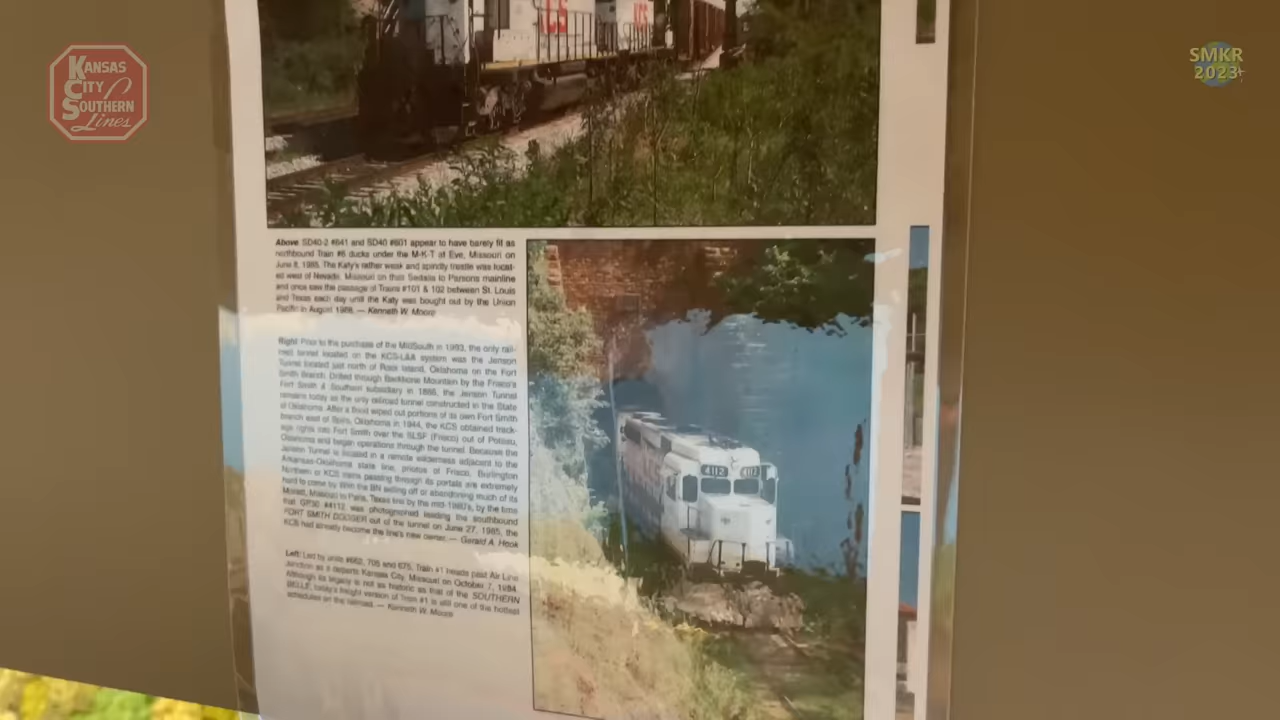 KANSAS
CITY
SOUTHERN
Lines
SMKR
2023
KCS
4112
4112
Above: SD40-2 #641 and SD40 #601 appear to have barely fit as
northbound Train #6 ducks under the M-K-T at Eve, Missouri on
June 8, 1985. The Katy's rather weak and spindly trestle was locat-
ed west of Nevada, Missouri on their Sedalia to Parsons mainline
and once saw the passage of Trains #101 & 102 between St. Louis
and Texas each day until the Katy was bought out by the Union
Pacific in August 1988. — Kenneth W. Moore
Right: Prior to the purchase of the MidSouth in 1993, the only rail-
road tunnel located on the KCS-L&A system was the Jenson
Tunnel located just north of Rock Island, Oklahoma on the Fort
Smith Branch. Drilled through Backbone Mountain by the Frisco's
Fort Smith & Southern subsidiary in 1886, the Jenson Tunnel
remains today as the only railroad tunnel constructed in the State
of Oklahoma. After a flood wiped out portions of its own Fort Smith
branch east of Spiro, Oklahoma in 1944, the KCS obtained track-
age rights into Fort Smith over the SLSF (Frisco) out of Poteau,
Oklahoma and began operations through the tunnel. Because the
Jenson Tunnel is located in a remote wilderness adjacent to the
Arkansas-Oklahoma state line, photos of Frisco, Burlington
Northern or KCS trains passing through its portals are extremely
hard to come by. With the BN selling off or abandoning much of its
Monett, Missouri to Paris, Texas line by the mid-1980's, by the time
that GP30 #4112 was photographed leading the southbound
FORT SMITH DODGER out of the tunnel on June 27, 1985, the
KCS had already become the line's new owner. — Gerald A. Hook
Left: Led by units #662, 705 and 675, Train #1 heads past Air Line
Junction as it departs Kansas City, Missouri on October 7, 1984.
Although its legacy is not as historic as that of the SOUTHERN
BELLE, today's freight version of Train #1 is still one of the hottest
schedules on the railroad. — Kenneth W. Moore